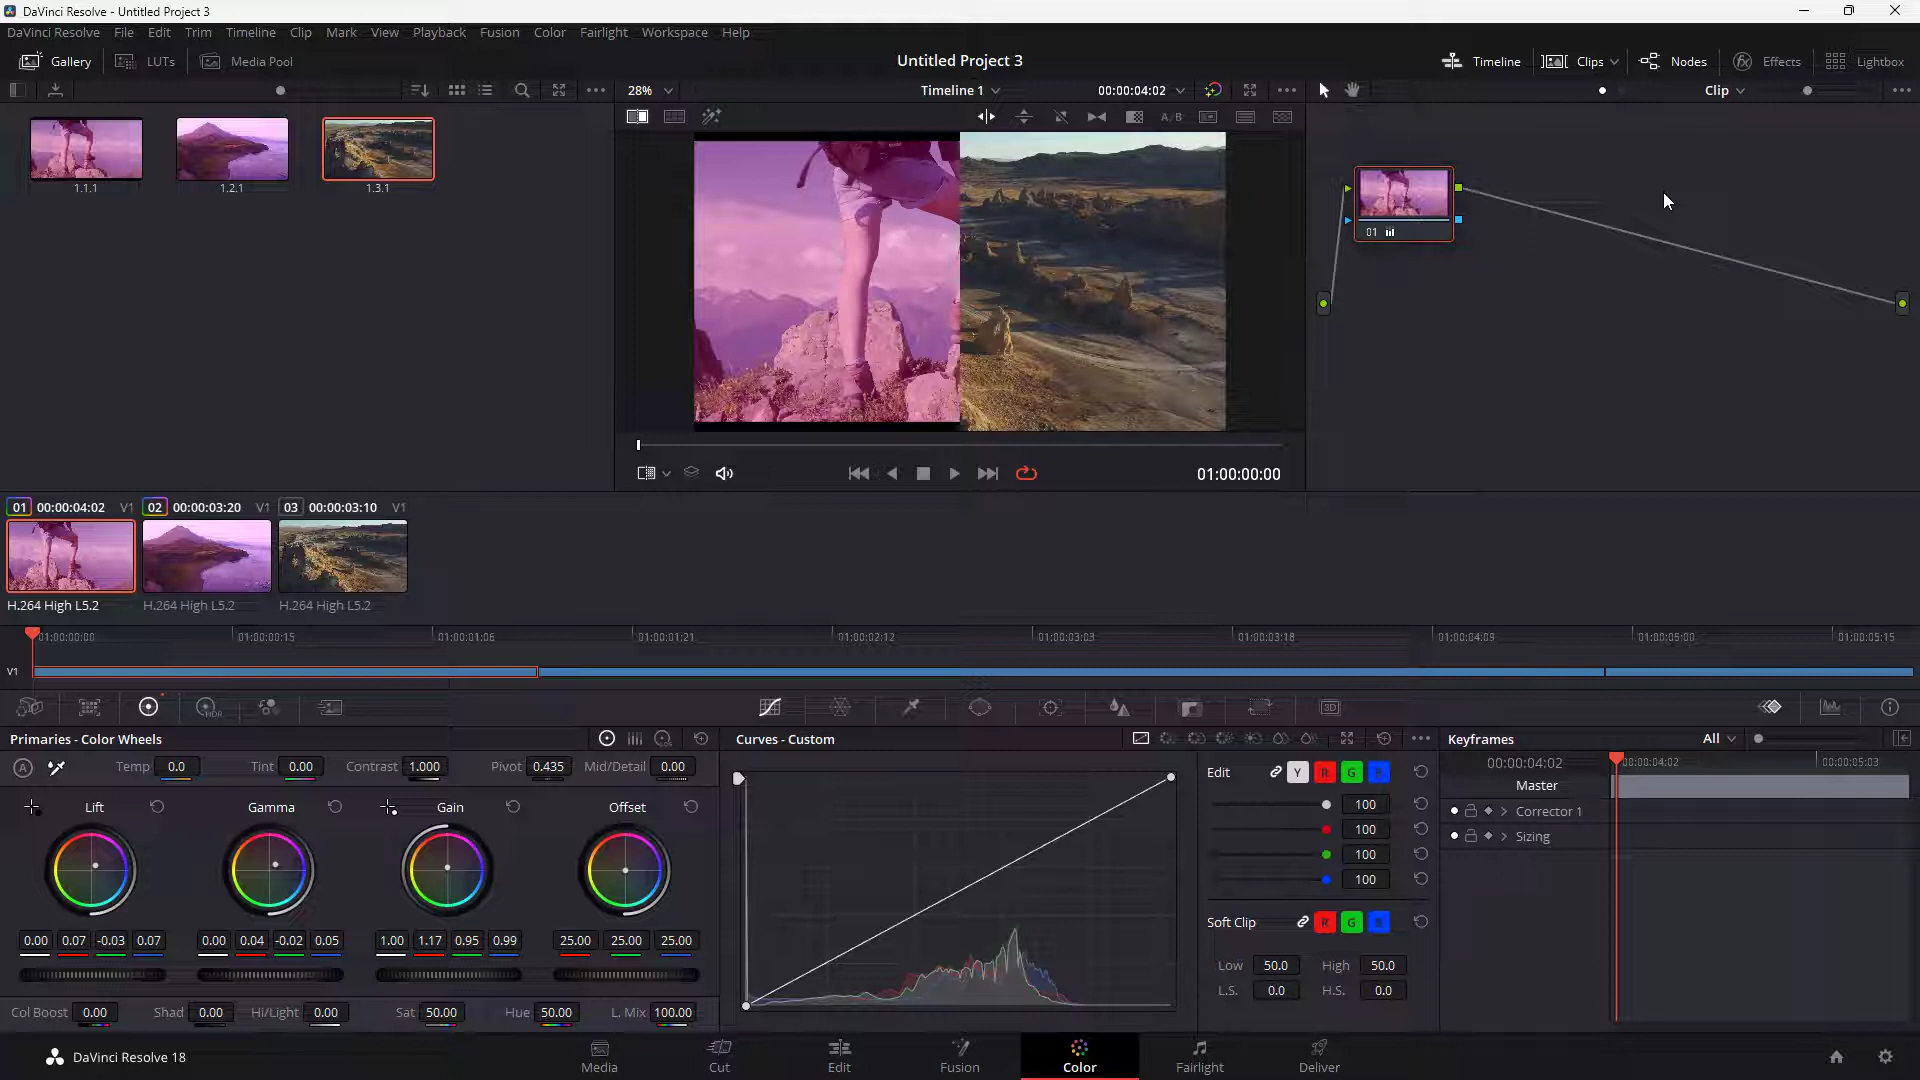 DaVinci Resolve - Untitled Project 3
DaVinci Resolve File Edit Trim Timeline Clip Mark View Playback Fusion Color Fairlight Workspace Help
Gallery LUTs Media Pool Untitled Project 3 Timeline Clips Nodes Effects Lightbox
28% Timeline 1 00:00:04:02 Clip
A/B
1.1.1 1.2.1 1.3.1
01
01:00:00:00
01 00:00:04:02 V1 02 00:00:03:20 V1 03 00:00:03:10 V1
H.264 High L5.2 H.264 High L5.2 H.264 High L5.2
01:00:00:00 01:00:00:15 01:00:01:06 01:00:01:21 01:00:02:12 01:00:03:03 01:00:03:18 01:00:04:09 01:00:05:00 01:00:05:15
V1
HDR 3D
Primaries - Color Wheels Curves - Custom Keyframes All
A Temp 0.0 Tint 0.00 Contrast 1.000 Pivot 0.435 Mid/Detail 0.00
Lift Gamma Gain Offset
0.00 0.07 -0.03 0.07 0.00 0.04 -0.02 0.05 1.00 1.17 0.95 0.99 25.00 25.00 25.00
Col Boost 0.00 Shad 0.00 Hi/Light 0.00 Sat 50.00 Hue 50.00 L. Mix 100.00
Edit Y R G B
100
100
100
100
Soft Clip R G B
Low 50.0 High 50.0
L.S. 0.0 H.S. 0.0
00:00:04:02 00:00:04:02 00:00:05:03
Master
Corrector 1
Sizing
DaVinci Resolve 18 Media Cut Edit Fusion Color Fairlight Deliver